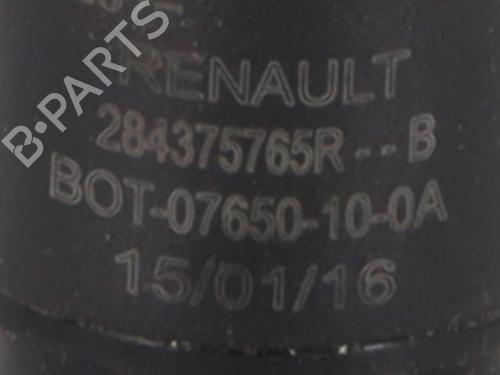 RENAULT
284375765R--B
BOT-07650-10-0A
15/01/16
B-PARTS